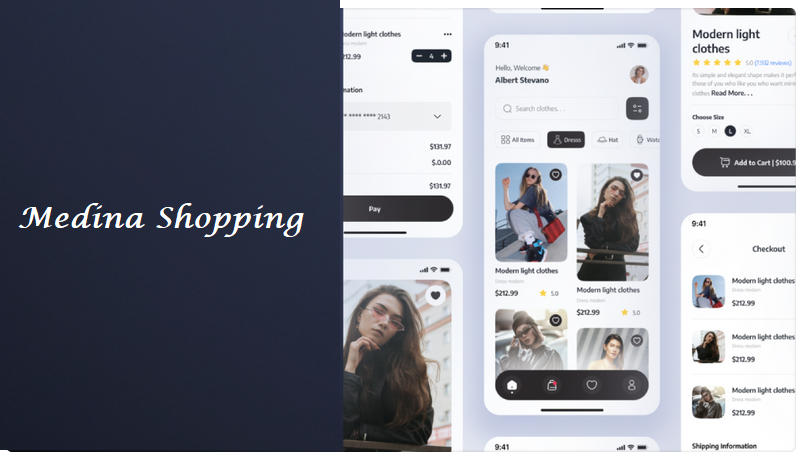 Medina Shopping
Modern light clothes
Dress modern
212.99
- 4 +
mation
* **** **** 2143
$131.97
$.0.00
$131.97
Pay
9:41
Hello, Welcome 👋
Albert Stevano
Search clothes. . .
All Items
Dresss
Hat
Watc
Modern light clothes
Dress modern
$212.99
5.0
Modern light clothes
Dress modern
$212.99
5.0
9:41
Modern light
clothes
5.0 (7.932 reviews)
Its simple and elegant shape makes it perf
those of you who like you who want mini
clothes Read More. . .
Choose Size
S M L XL
Add to Cart | $100.9
9:41
Checkout
Modern light clothes
Dress modern
$212.99
Modern light clothes
Dress modern
$212.99
Modern light clothes
Dress modern
$212.99
Shipping Information